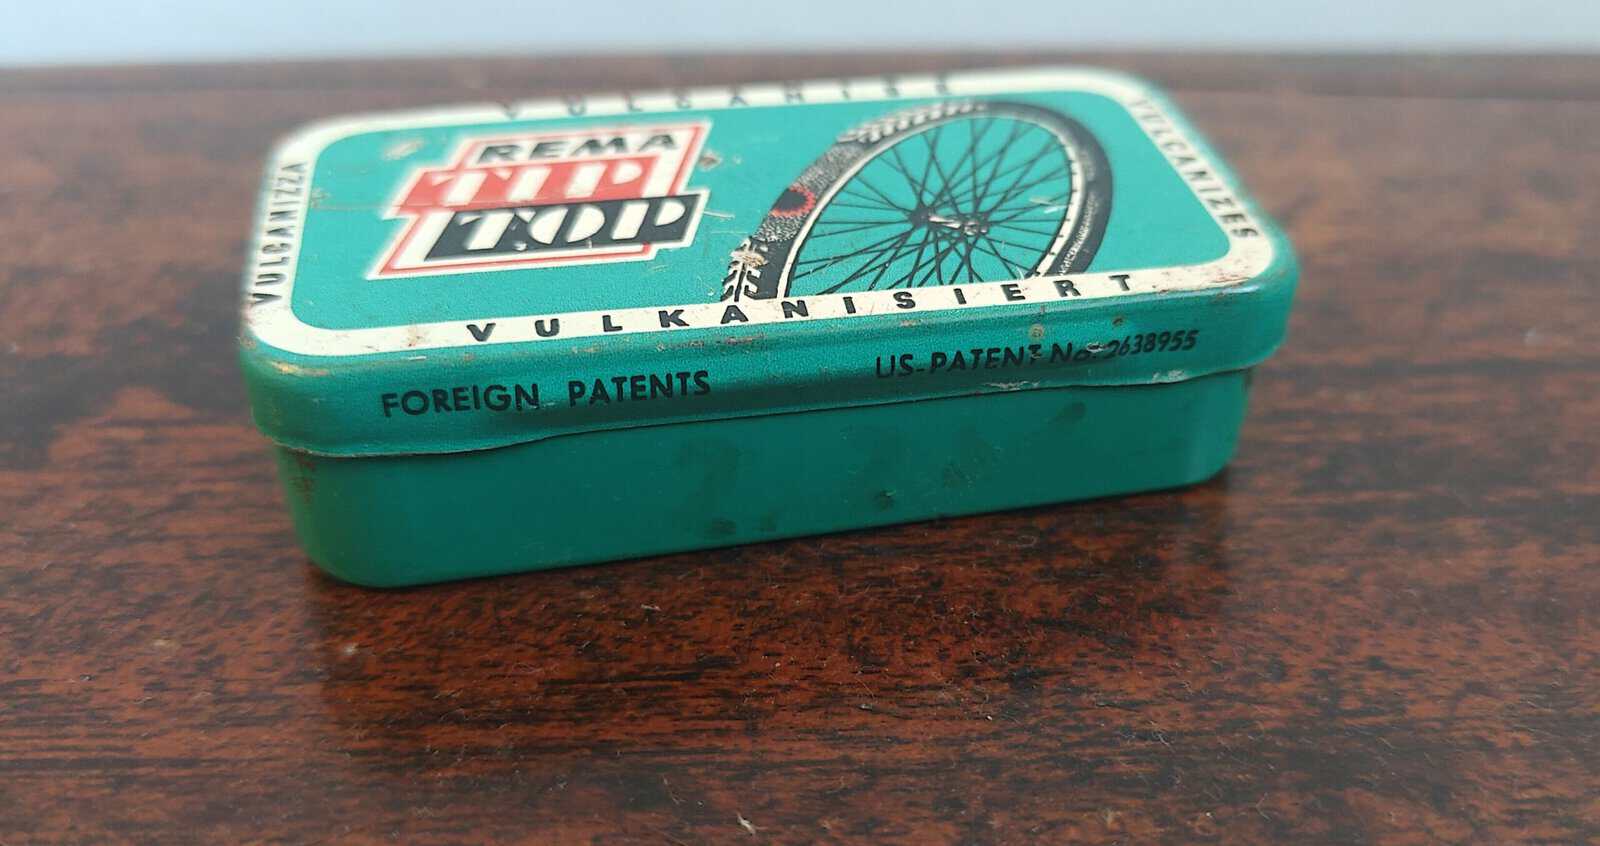 VULCANISE
REMA
TIP
TOP
VULCANIZZA
VULCANIZES
VULKANISIERT
FOREIGN PATENTS
US-PATENT No. 2638955